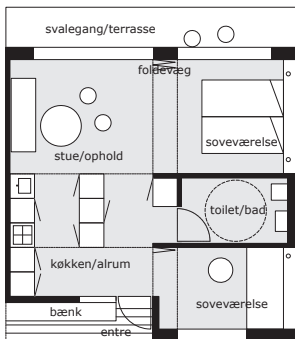 svalegang/terrasse
foldevæg
soveværelse
stue/ophold
toilet/bad
køkken/alrum
soveværelse
bænk
entre